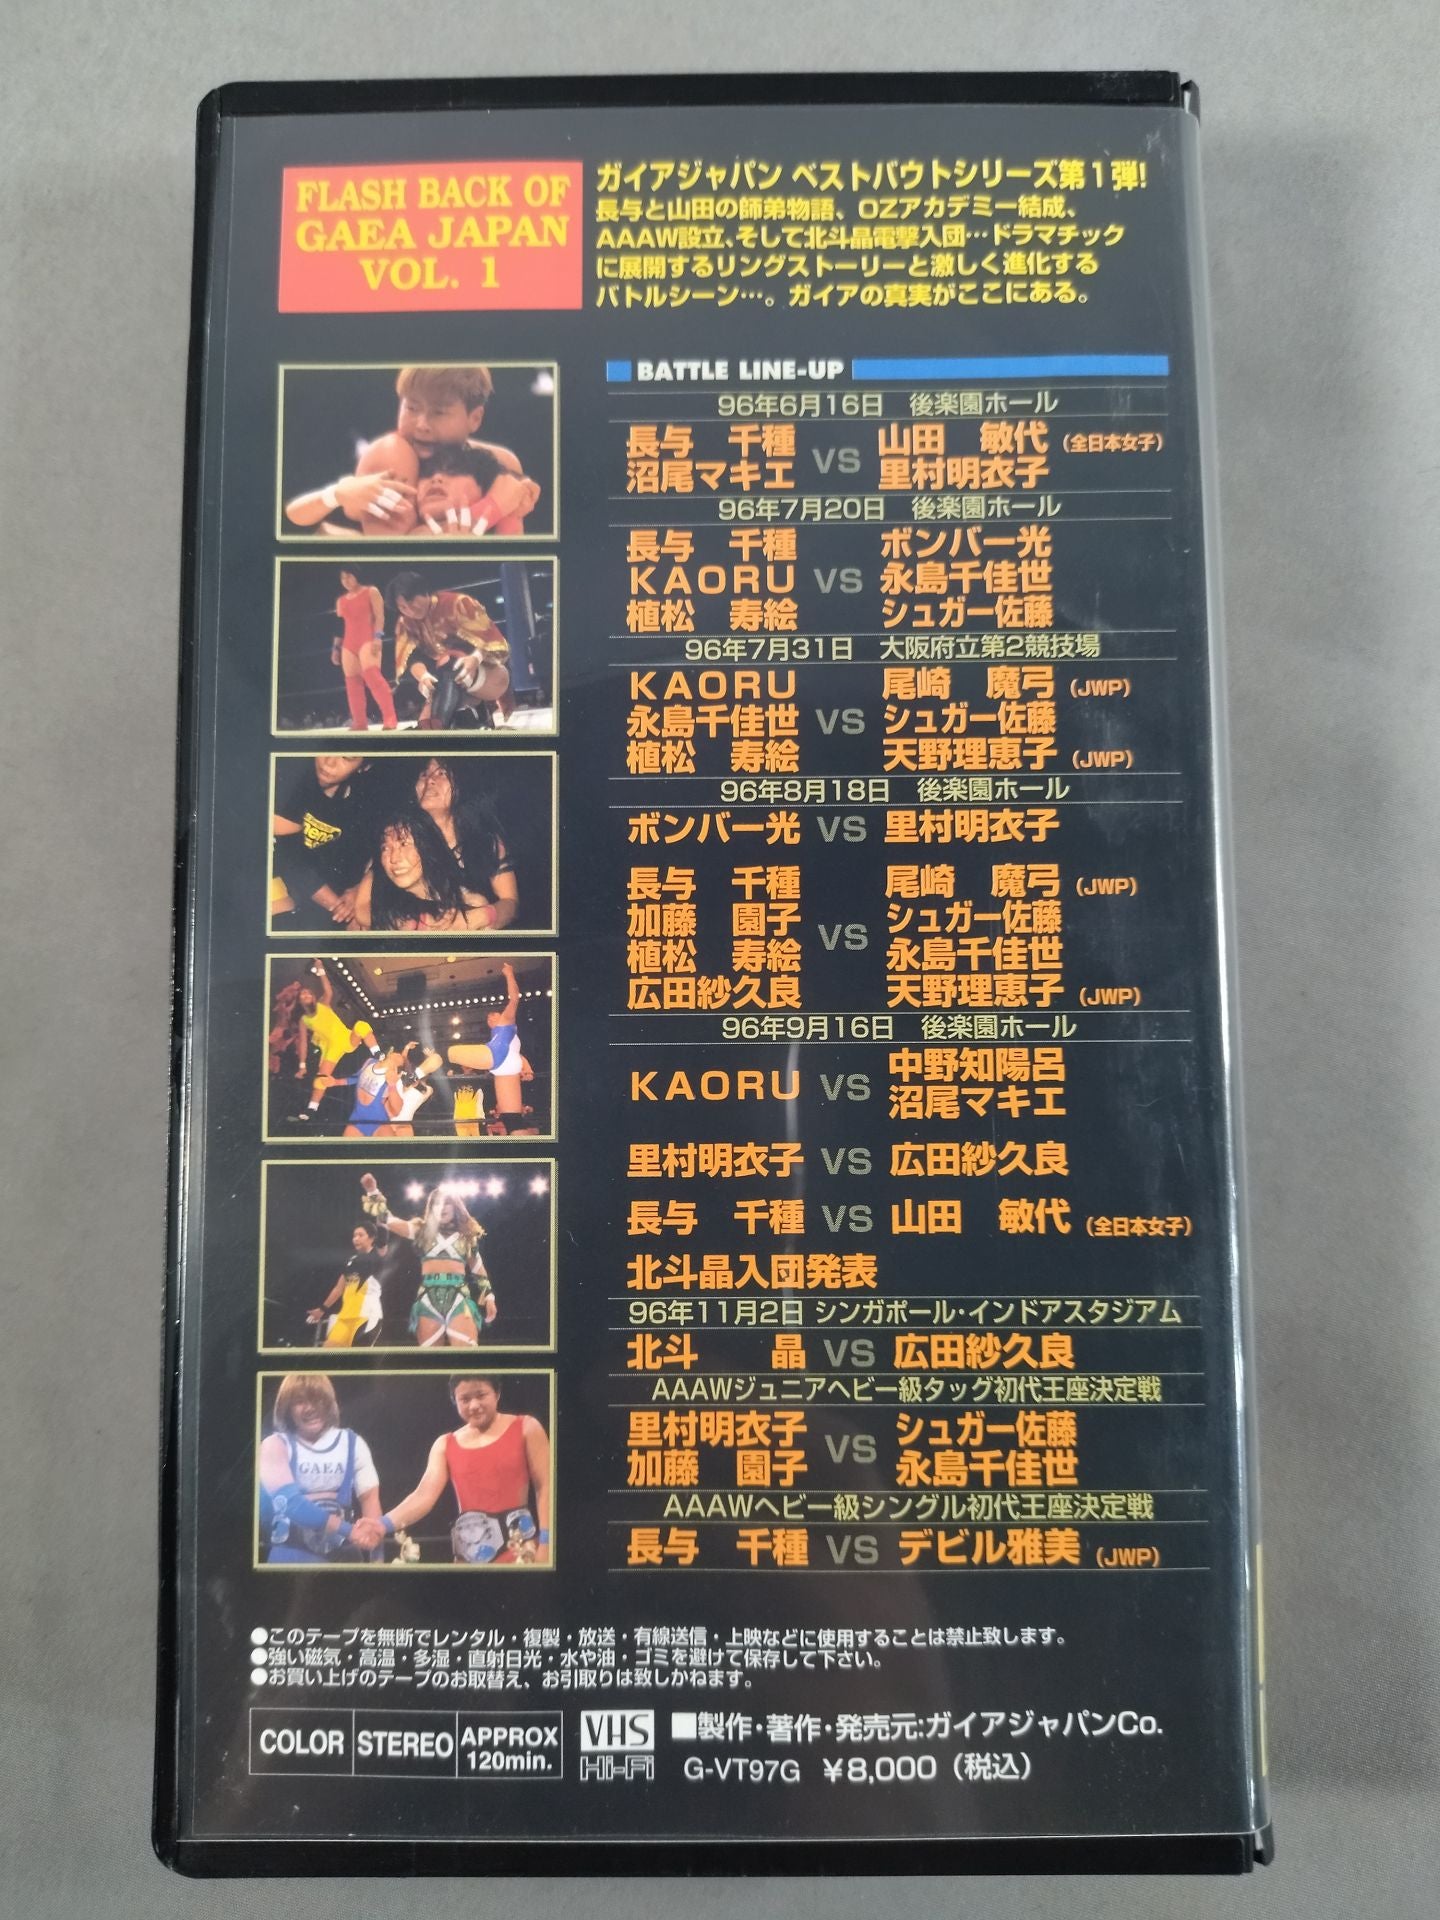 FLASH BACK OF
GAEA JAPAN
VOL. 1
ガイアジャパン ベストバウトシリーズ第1弾!
長与と山田の師弟物語、OZアカデミー結成、
AAAW設立、そして北斗晶電撃入団…ドラマチック
に展開するリングストーリーと激しく進化する
バトルシーン…。ガイアの真実がここにある。
BATTLE LINE-UP
96年6月16日 後楽園ホール
長与 千種 VS 山田 敏代 (全日本女子)
沼尾マキエ 里村明衣子
96年7月20日 後楽園ホール
長与 千種 ボンバー光
KAORU VS 永島千佳世
植松 寿絵 シュガー佐藤
96年7月31日 大阪府立第2競技場
KAORU 尾崎 魔弓 (JWP)
永島千佳世 VS シュガー佐藤
植松 寿絵 天野理恵子 (JWP)
96年8月18日 後楽園ホール
ボンバー光 VS 里村明衣子
長与 千種 尾崎 魔弓 (JWP)
加藤 園子 シュガー佐藤
VS
植松 寿絵 永島千佳世
広田紗久良 天野理恵子 (JWP)
96年9月16日 後楽園ホール
KAORU VS 中野知陽呂
沼尾マキエ
里村明衣子 VS 広田紗久良
長与 千種 VS 山田 敏代 (全日本女子)
北斗晶入団発表
96年11月2日 シンガポール・インドアスタジアム
北斗 晶 VS 広田紗久良
AAAWジュニアヘビー級タッグ初代王座決定戦
里村明衣子 VS シュガー佐藤
加藤 園子 永島千佳世
AAAWヘビー級シングル初代王座決定戦
長与 千種 VS デビル雅美 (JWP)
GAEA
●このテープを無断でレンタル・複製・放送・有線送信・上映などに使用することは禁止致します。
●強い磁気・高温・多湿・直射日光・水や油・ゴミを避けて保存して下さい。
●お買い上げのテープのお取替え、お引取りは致しかねます。
COLOR STEREO APPROX
120min.
VHS
Hi-Fi
■製作・著作・発売元:ガイアジャパンCo.
G-VT97G ¥8,000(税込)